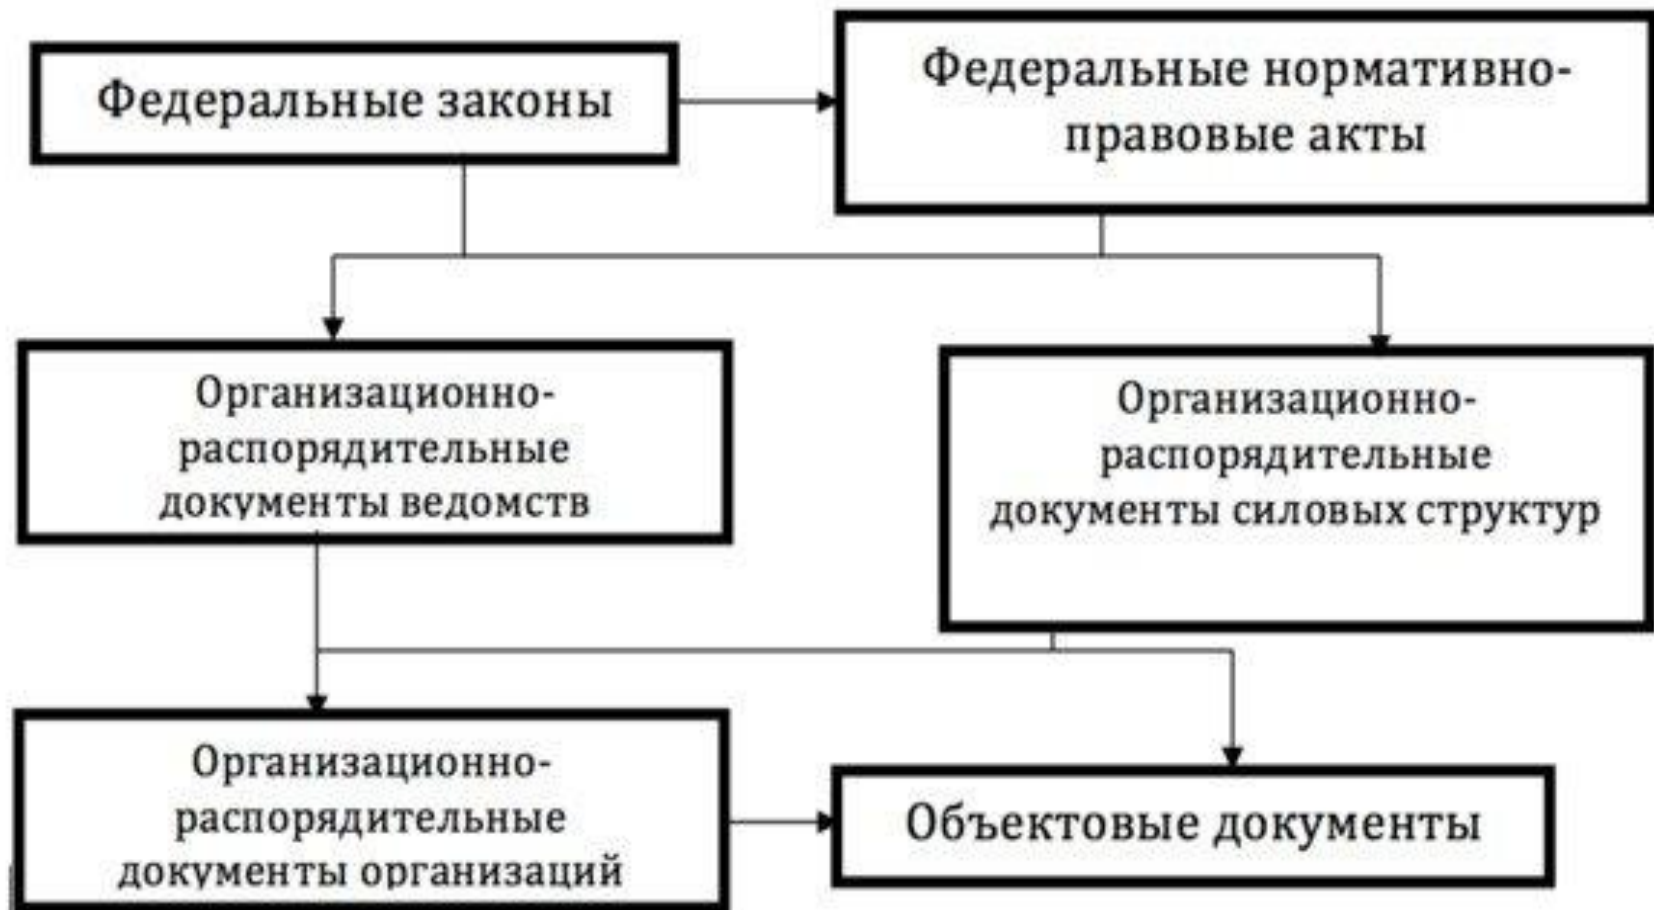 Федеральные законы
Федеральные нормативно-
правовые акты
Организационно-
распорядительные
документы ведомств
Организационно-
распорядительные
документы силовых структур
Организационно-
распорядительные
документы организаций
Объектовые документы